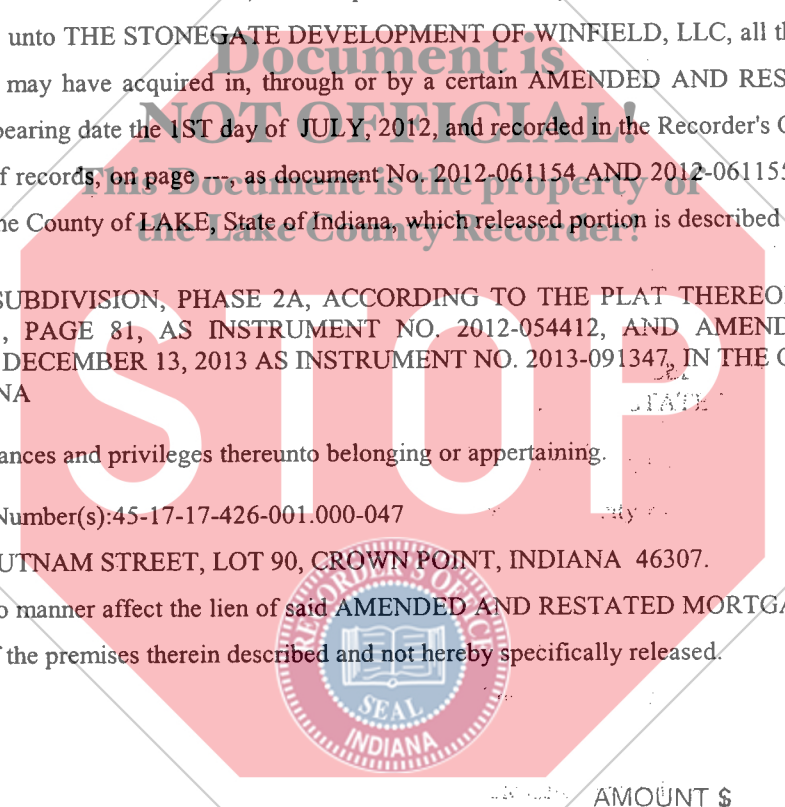 unto THE STONEGATE DEVELOPMENT OF WINFIELD, LLC, all
Document is
may have acquired in, through or by a certain AMENDED AND
NOT OFFICIAL!
bearing date the 1ST day of JULY, 2012, and recorded in the Recorder's
This Document is the property of
records, on page ---, as document No. 2012-061154 AND 2012-061155
the Lake County Recorder!
County of LAKE, State of Indiana, which released portion is described
SUBDIVISION, PHASE 2A, ACCORDING TO THE PLAT
, PAGE 81, AS INSTRUMENT NO. 2012-054412, AND
DECEMBER 13, 2013 AS INSTRUMENT NO. 2013-091347, IN THE
NA
STATE
STOP
ances and privileges thereunto belonging or appertaining.
Number(s):45-17-17-426-001.000-047
UTNAM STREET, LOT 90, CROWN POINT, INDIANA 46307.
manner affect the lien of said AMENDED AND RESTATED
the premises therein described and not hereby specifically released.
RECORDER'S OFFICE
SEAL
INDIANA
AMOUNT $